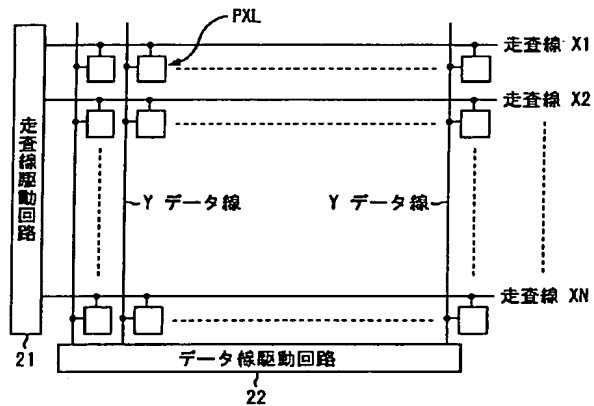 PXL
走査線 X1
走査線 X2
走査線駆動回路
Y データ線
Y データ線
走査線 XN
21
データ線駆動回路
22